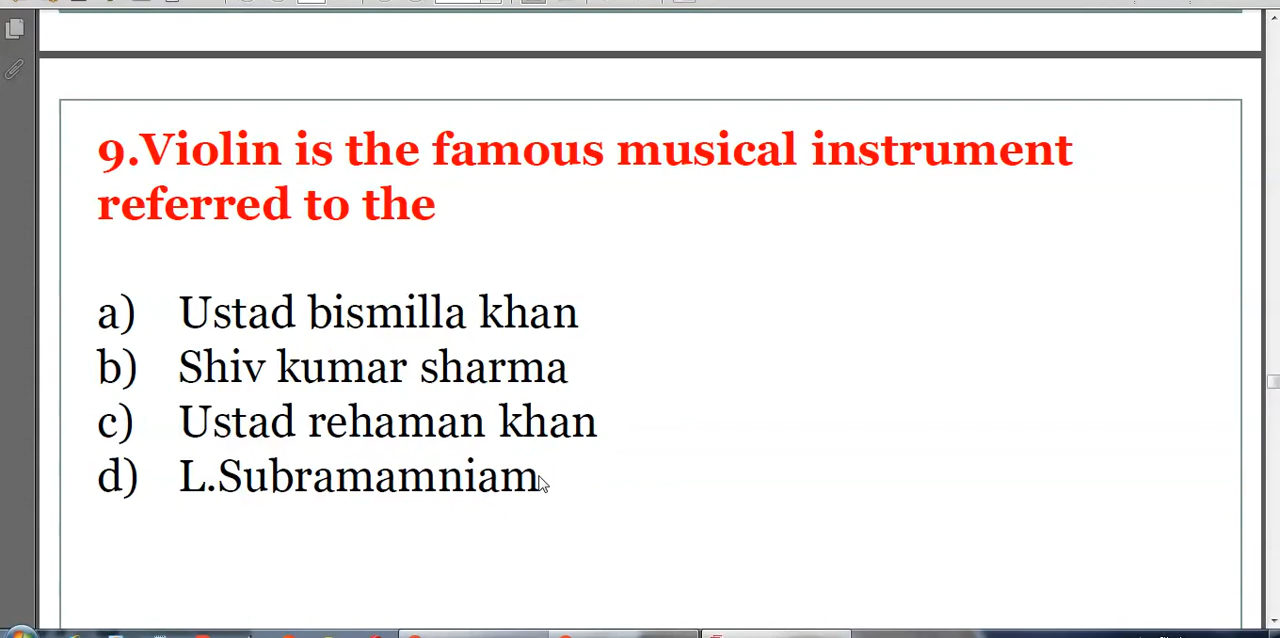 9.Violin is the famous musical instrument
referred to the
a) Ustad bismilla khan
b) Shiv kumar sharma
c) Ustad rehaman khan
d) L.Subramamniam